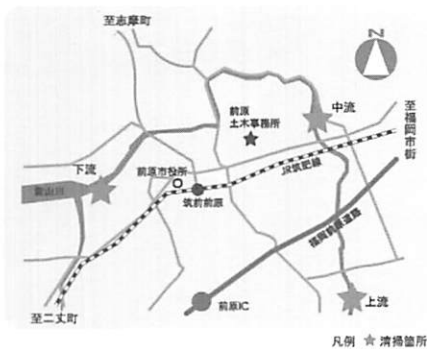 至志摩町
N
至福岡市街
中流
前原
土木事務所
JR筑肥線
下流
前原市役所
雷山川
筑前前原
福岡前原道路
前原IC
上流
至二丈町
凡例 ★ 清掃箇所